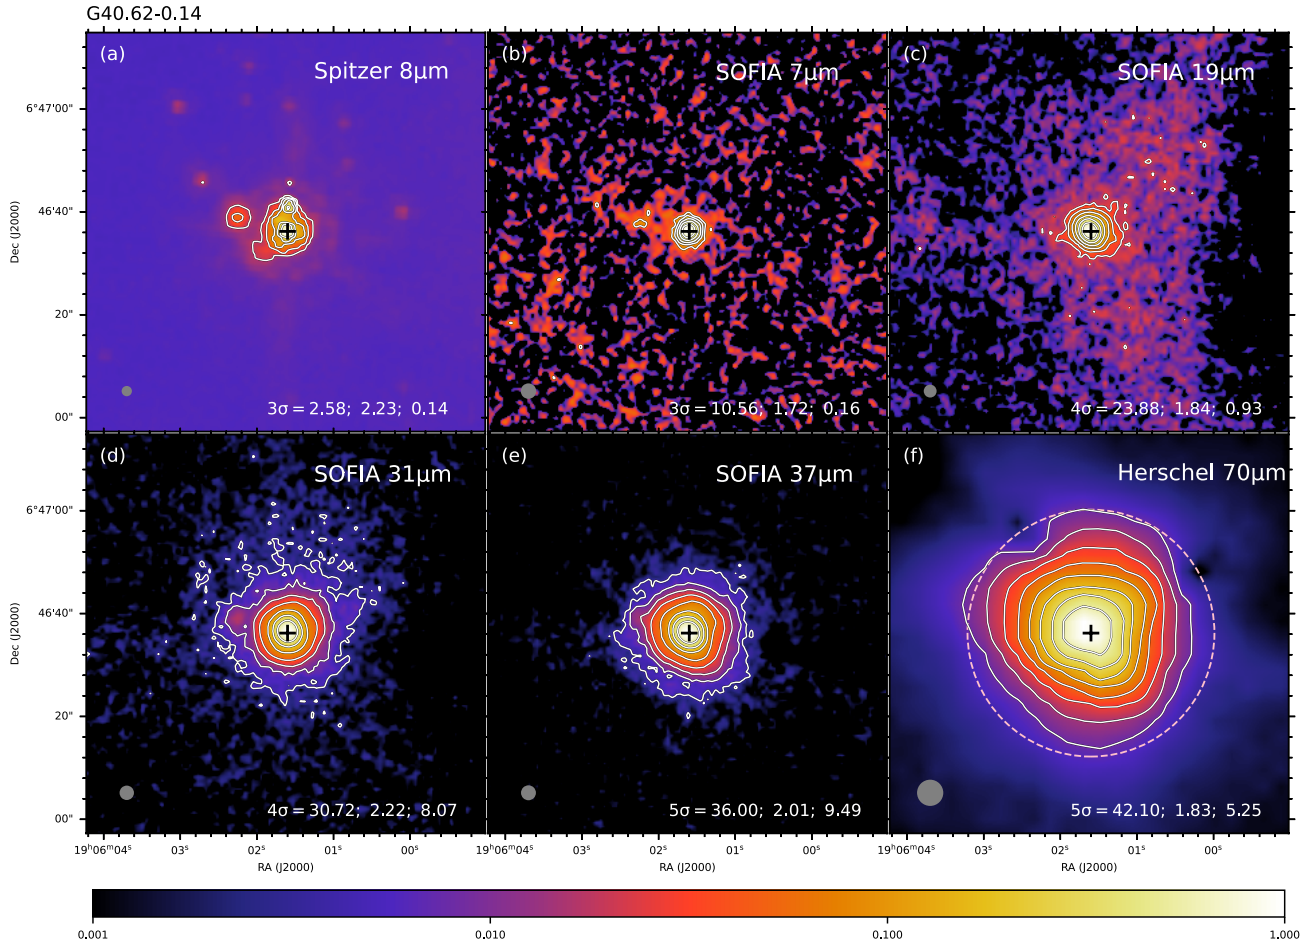 G40.62-0.14
(a)
Spitzer 8μm
3σ = 2.58; 2.23; 0.14
(b)
SOFIA 7μm
3σ = 10.56; 1.72; 0.16
(c)
SOFIA 19μm
4σ = 23.88; 1.84; 0.93
6°47'00"
46'40"
20"
00"
Dec (J2000)
(d)
SOFIA 31μm
4σ = 30.72; 2.22; 8.07
(e)
SOFIA 37μm
5σ = 36.00; 2.01; 9.49
(f)
Herschel 70μm
5σ = 42.10; 1.83; 5.25
6°47'00"
46'40"
20"
00"
Dec (J2000)
19ʰ06ᵐ04ˢ 03ˢ 02ˢ 01ˢ 00ˢ
RA (J2000)
19ʰ06ᵐ04ˢ 03ˢ 02ˢ 01ˢ 00ˢ
RA (J2000)
19ʰ06ᵐ04ˢ 03ˢ 02ˢ 01ˢ 00ˢ
RA (J2000)
0.001 0.010 0.100 1.000